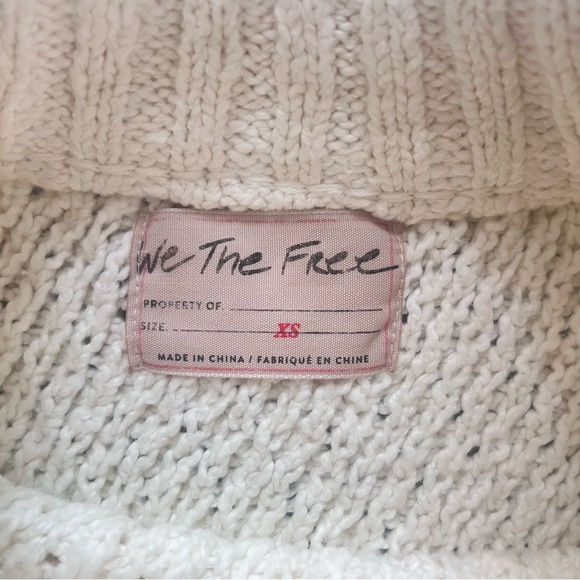 We The Free
PROPERTY OF.
SIZE. XS
MADE IN CHINA / FABRIQUÉ EN CHINE